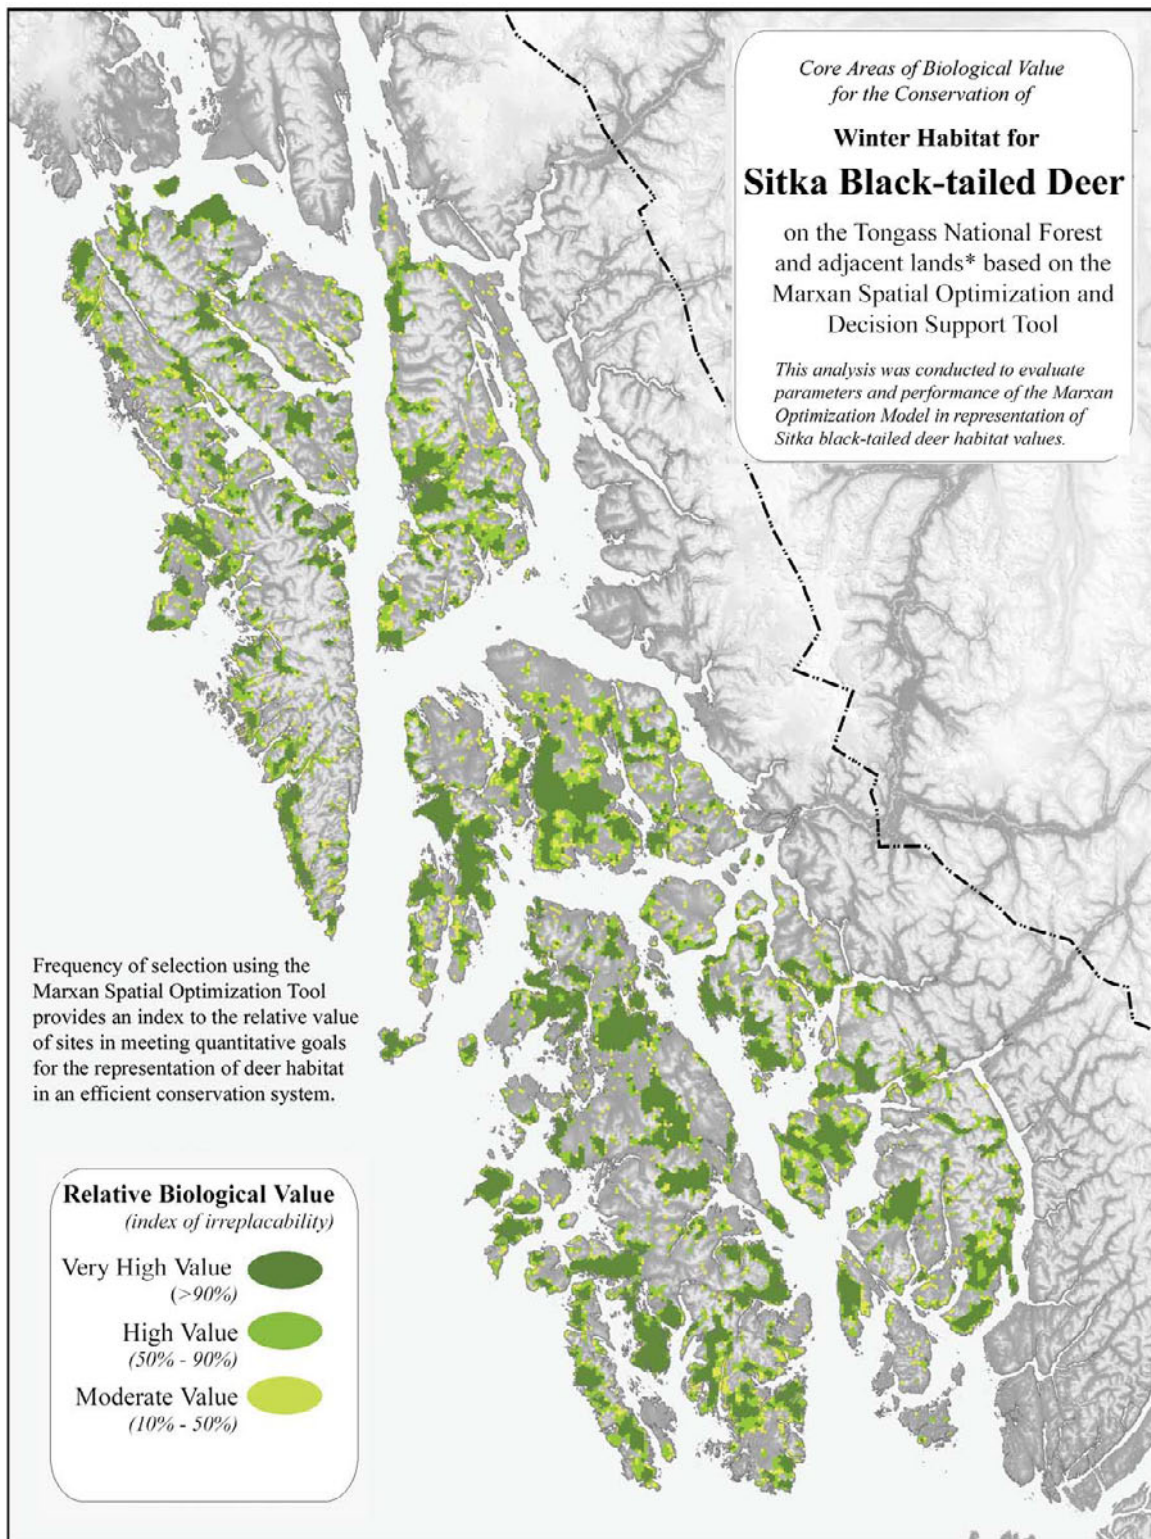 Core Areas of Biological Value
for the Conservation of
Winter Habitat for
Sitka Black-tailed Deer
on the Tongass National Forest
and adjacent lands* based on the
Marxan Spatial Optimization and
Decision Support Tool
This analysis was conducted to evaluate
parameters and performance of the Marxan
Optimization Model in representation of
Sitka black-tailed deer habitat values.
Frequency of selection using the
Marxan Spatial Optimization Tool
provides an index to the relative value
of sites in meeting quantitative goals
for the representation of deer habitat
in an efficient conservation system.
Relative Biological Value
(index of irreplacability)
Very High Value
(>90%)
High Value
(50% - 90%)
Moderate Value
(10% - 50%)